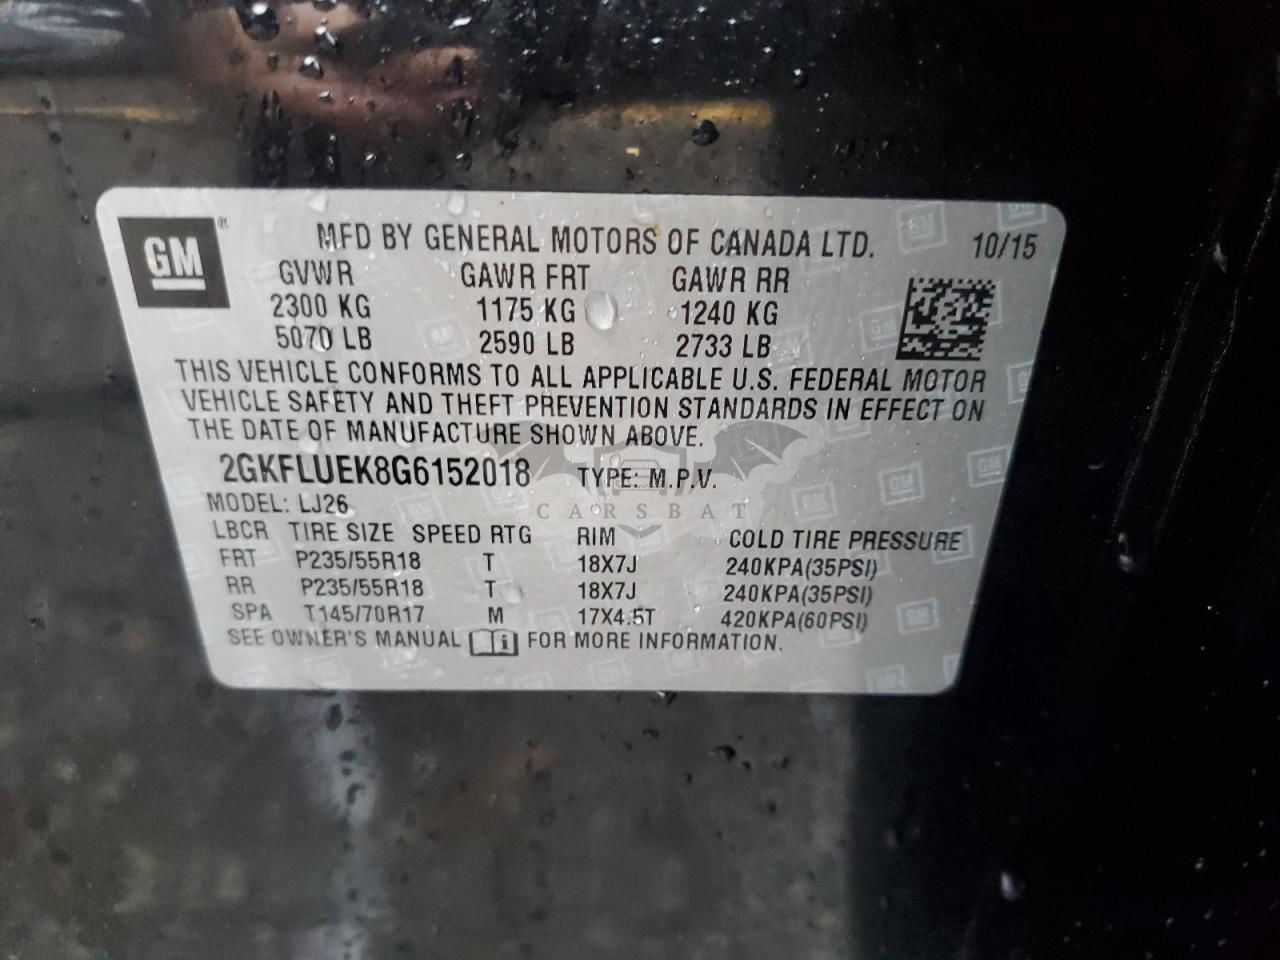 GM ® MFD BY GENERAL MOTORS OF CANADA LTD. 10/15
GVWR GAWR FRT GAWR RR
2300 KG 1175 KG 1240 KG
5070 LB 2590 LB 2733 LB
THIS VEHICLE CONFORMS TO ALL APPLICABLE U.S. FEDERAL MOTOR
VEHICLE SAFETY AND THEFT PREVENTION STANDARDS IN EFFECT ON
THE DATE OF MANUFACTURE SHOWN ABOVE.
2GKFLUEK8G6152018 TYPE: M.P.V.
MODEL: LJ26
CARSBAT
LBCR TIRE SIZE SPEED RTG RIM COLD TIRE PRESSURE
FRT P235/55R18 T 18X7J 240KPA(35PSI)
RR P235/55R18 T 18X7J 240KPA(35PSI)
SPA T145/70R17 M 17X4.5T 420KPA(60PSI)
SEE OWNER'S MANUAL i FOR MORE INFORMATION.